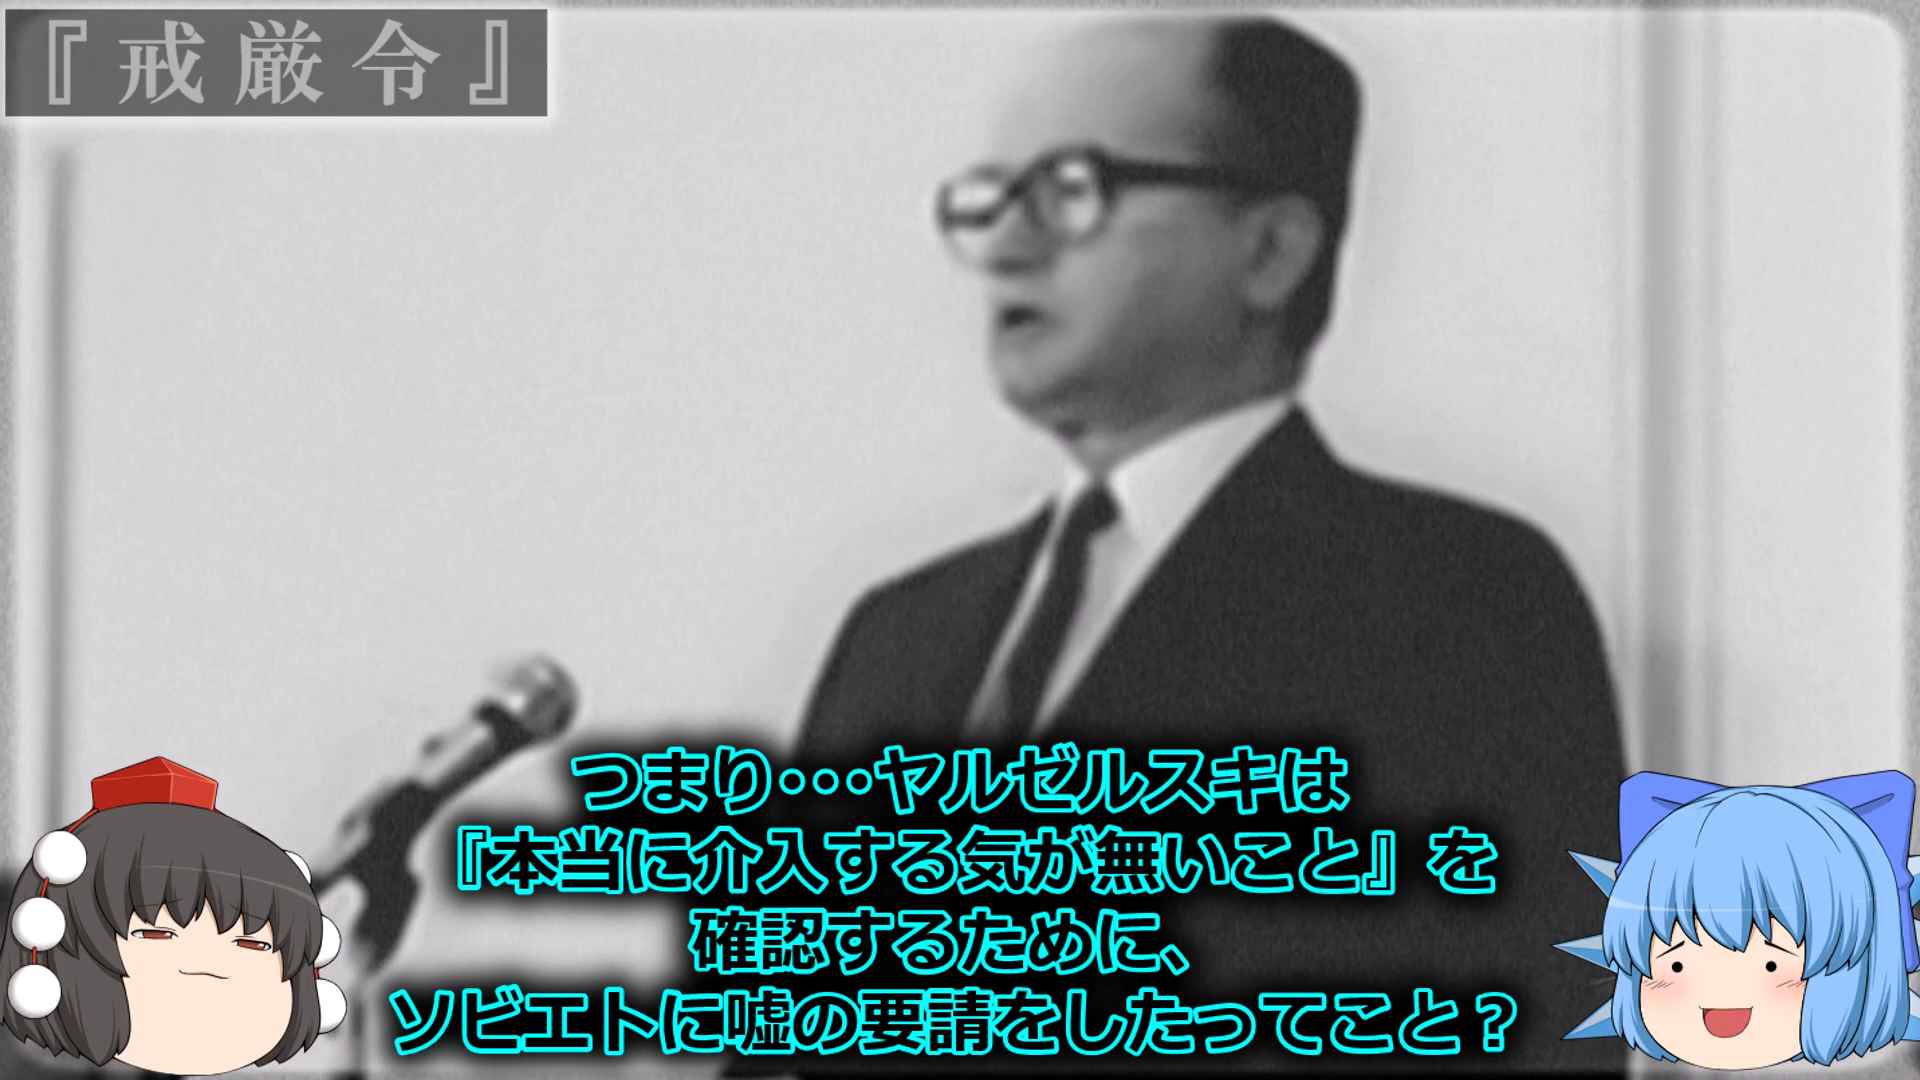 『戒厳令』
つまり･･･ヤルゼルスキは
『本当に介入する気が無いこと』を
確認するために、
ソビエトに嘘の要請をしたってこと？